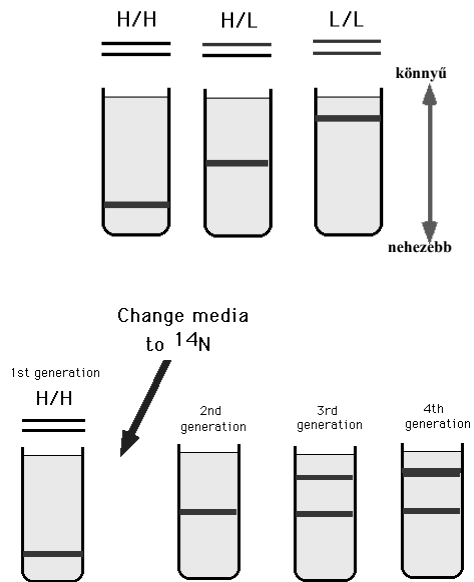 H/H H/L L/L
könnyű
nehezebb
Change media
to 14N
1st generation
H/H
2nd
generation
3rd
generation
4th
generation